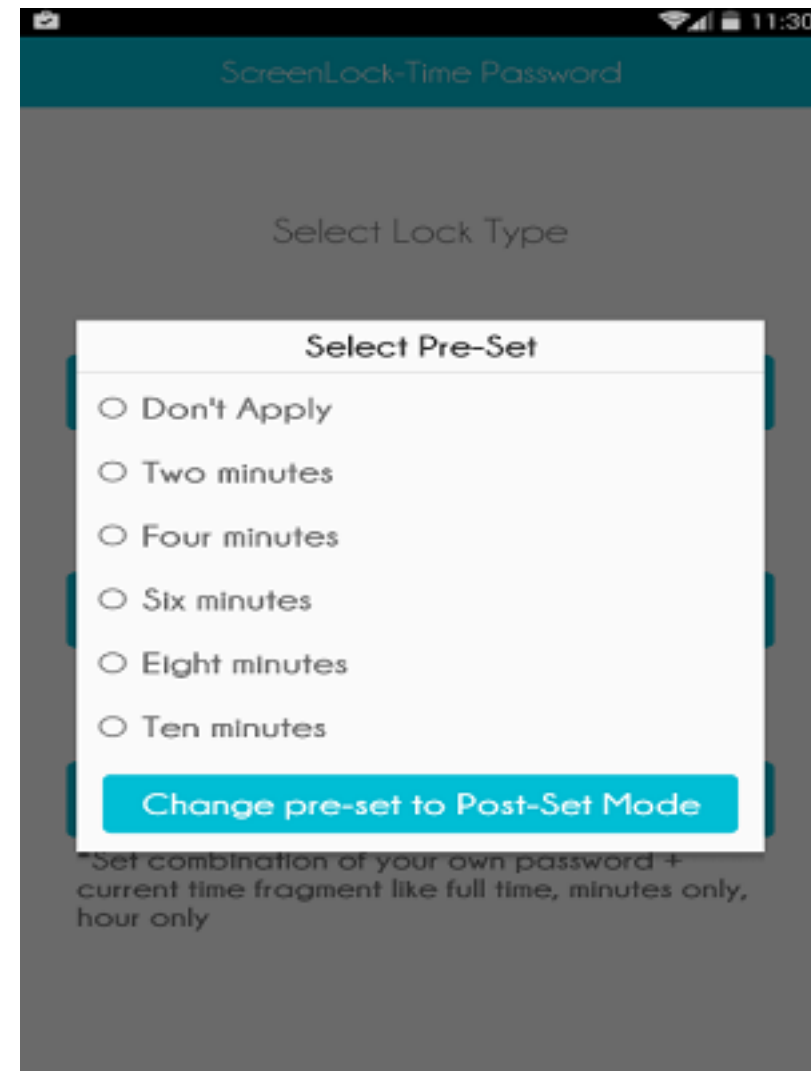 11:30
ScreenLock-Time Password
Select Lock Type
Select Pre-Set
Don't Apply
Two minutes
Four minutes
Six minutes
Eight minutes
Ten minutes
Change pre-set to Post-Set Mode
*Set combination of your own password +
current time fragment like full time, minutes only,
hour only